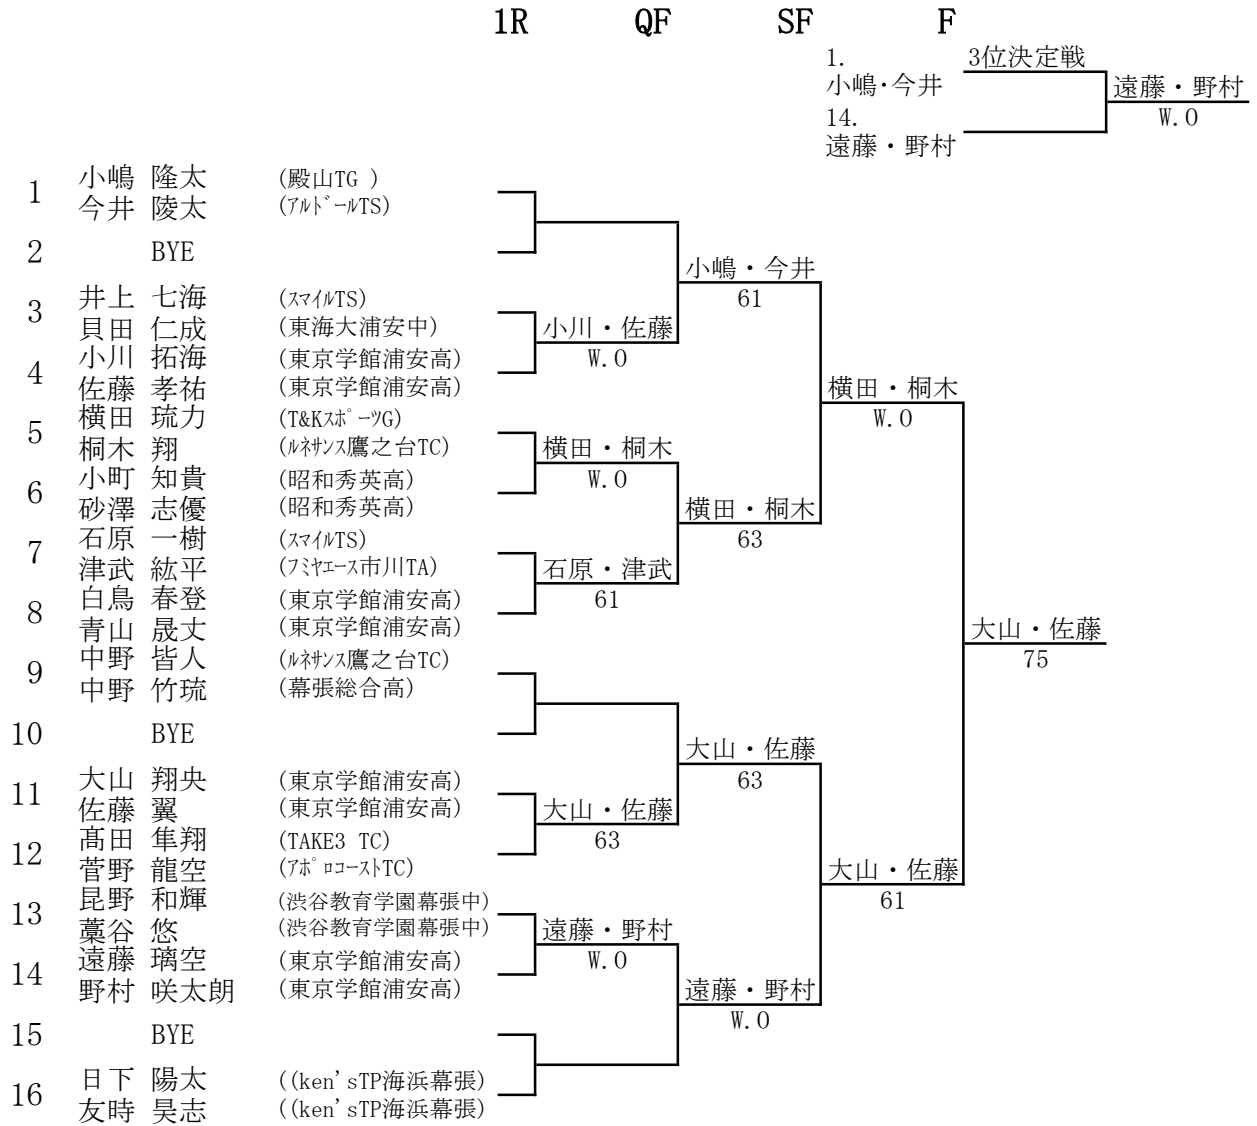 1R QF SF F
1. 3位決定戦
小嶋・今井 遠藤・野村
14. W.O
遠藤・野村
1 小嶋 隆太 (殿山TG )
今井 陵太 (アルドールTS)
2 BYE
小嶋・今井
61
3 井上 七海 (スマイルTS)
貝田 仁成 (東海大浦安中)
小川・佐藤
W.O
4 小川 拓海 (東京学館浦安高)
佐藤 孝祐 (東京学館浦安高)
横田・桐木
W.O
5 横田 琉力 (T&KスポーツG)
桐木 翔 (ルネサンス鷹之台TC)
横田・桐木
W.O
6 小町 知貴 (昭和秀英高)
砂澤 志優 (昭和秀英高)
横田・桐木
63
7 石原 一樹 (スマイルTS)
津武 紘平 (フミヤエース市川TA)
石原・津武
61
8 白鳥 春登 (東京学館浦安高)
青山 晟丈 (東京学館浦安高)
大山・佐藤
75
9 中野 皆人 (ルネサンス鷹之台TC)
中野 竹琉 (幕張総合高)
10 BYE
大山・佐藤
63
11 大山 翔央 (東京学館浦安高)
佐藤 翼 (東京学館浦安高)
大山・佐藤
63
12 髙田 隼翔 (TAKE3 TC)
菅野 龍空 (アポロコーストTC)
大山・佐藤
61
13 昆野 和輝 (渋谷教育学園幕張中)
藁谷 悠 (渋谷教育学園幕張中)
遠藤・野村
W.O
14 遠藤 璃空 (東京学館浦安高)
野村 咲太朗 (東京学館浦安高)
遠藤・野村
W.O
15 BYE
16 日下 陽太 ((ken'sTP海浜幕張)
友時 昊志 ((ken'sTP海浜幕張)